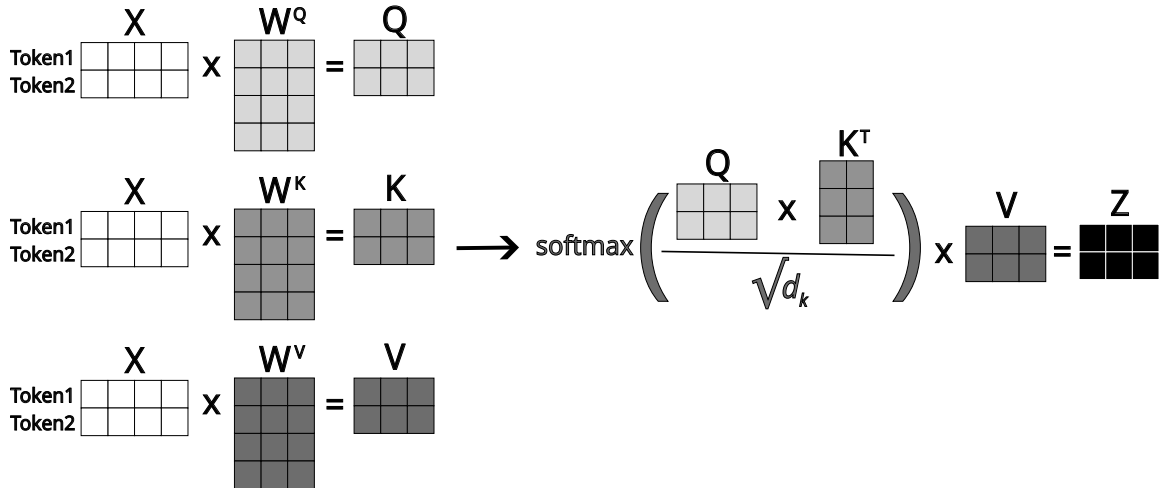 X x W^Q = Q
Token1
Token2
X x W^K = K
Token1
Token2
X x W^V = V
Token1
Token2
→ softmax ( Q x K^T / √d_k ) x V = Z